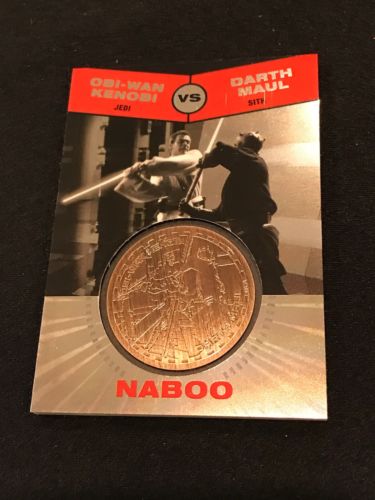 OBI-WAN
KENOBI
JEDI
VS
DARTH
MAUL
SITH
NABOO